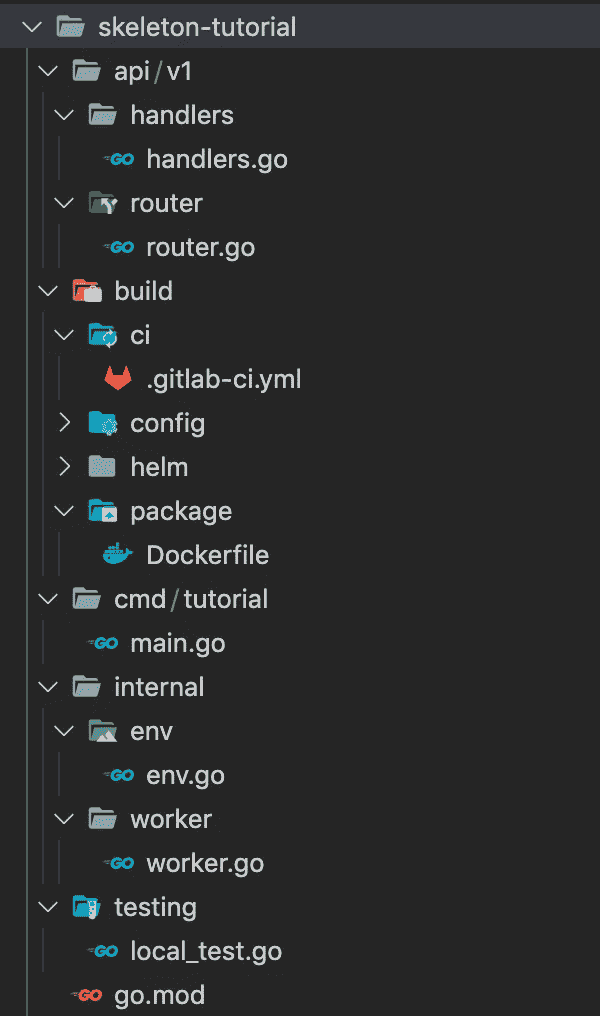 skeleton-tutorial
api/v1
handlers
GO handlers.go
router
GO router.go
build
ci
.gitlab-ci.yml
config
helm
package
Dockerfile
cmd/tutorial
GO main.go
internal
env
GO env.go
worker
GO worker.go
testing
GO local_test.go
GO go.mod